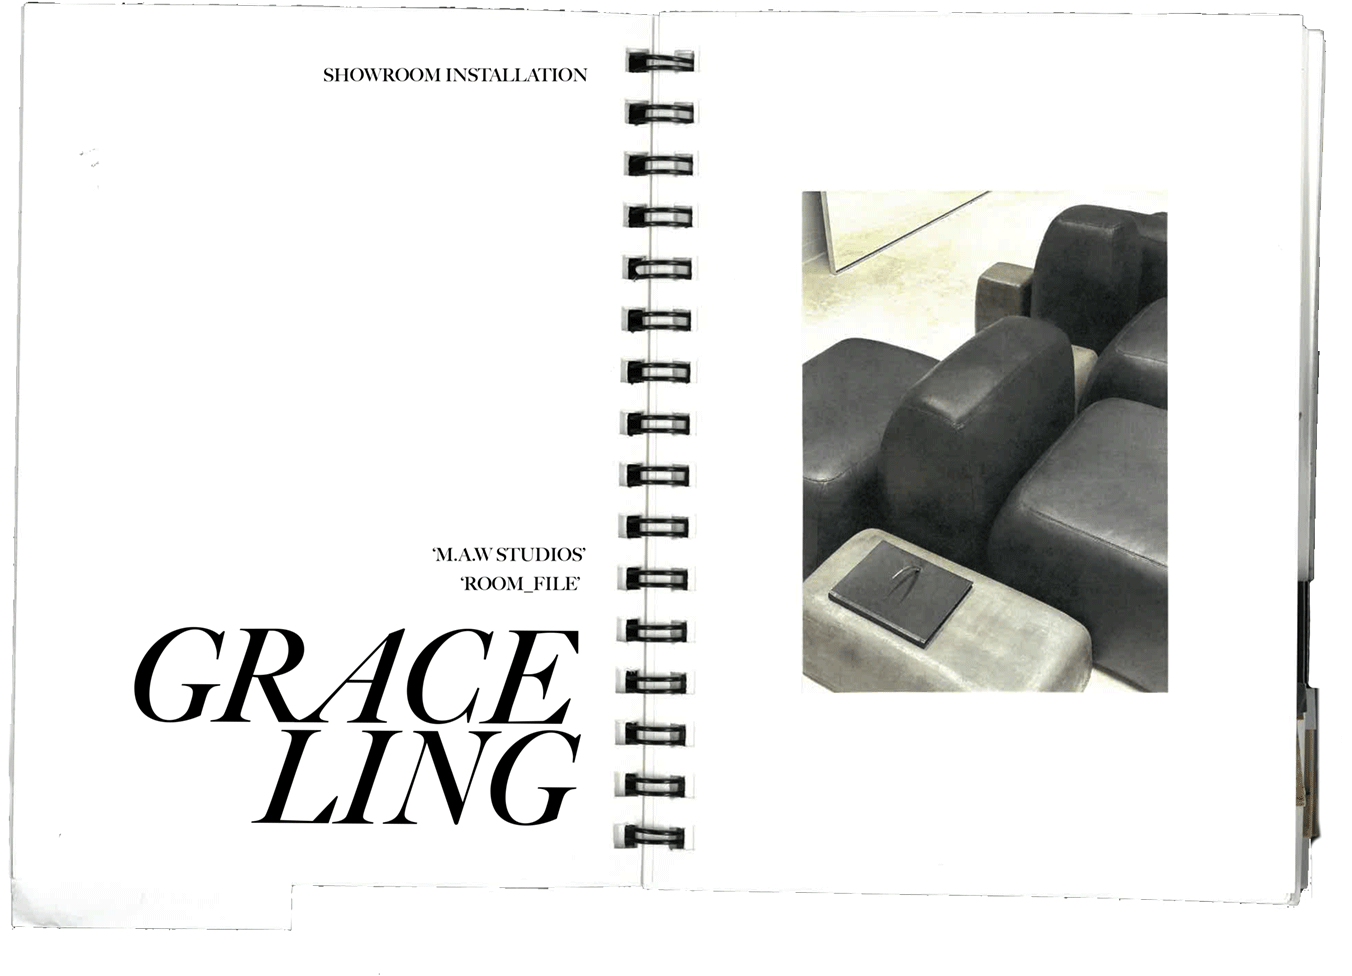 SHOWROOM INSTALLATION
‘M.A.W STUDIOS’
‘ROOM_FILE’
GRACE
LING